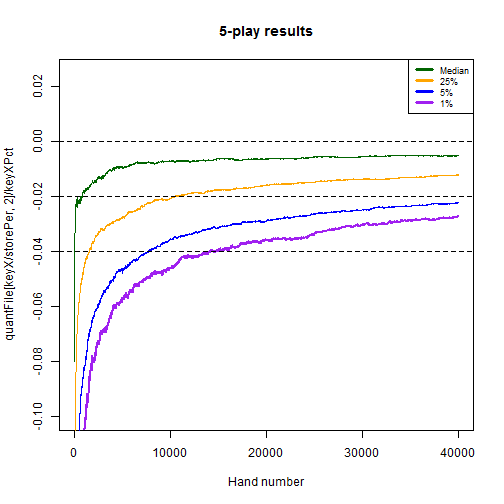 5-play results
Median
25%
5%
1%
quantFile[keyX/storePer, 2]/keyXPct
0.02
0.00
-0.02
-0.04
-0.06
-0.08
-0.10
0 10000 20000 30000 40000
Hand number